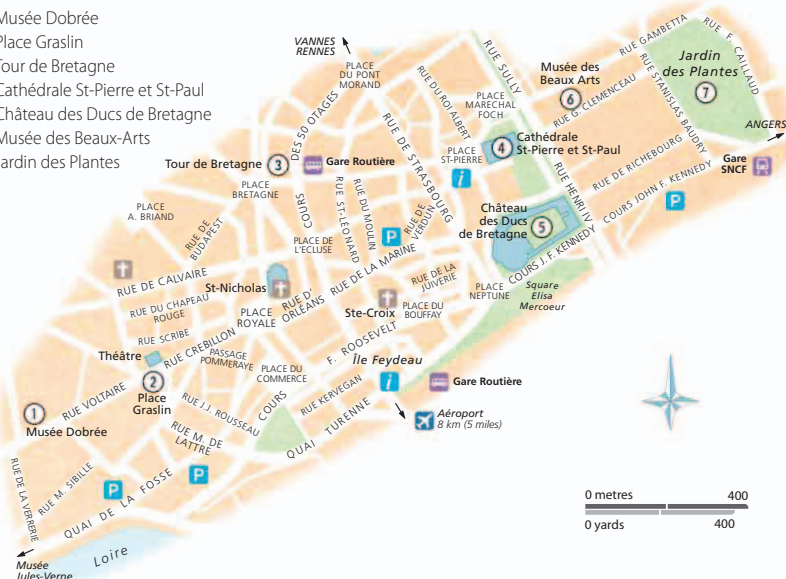 Musée Dobrée
Place Graslin
Tour de Bretagne
Cathédrale St-Pierre et St-Paul
Château des Ducs de Bretagne
Musée des Beaux-Arts
Jardin des Plantes
VANNES
RENNES
PLACE
DU PONT
MORAND
RUE SULLY
RUE GAMBETTA
RUE F. CAILLAUD
Jardin
des Plantes
7
Musée des
Beaux Arts
6
RUE G. CLEMENCEAU
RUE STANISLAS BAUDRY
ANGERS
RUE DU ROI ALBERT
PLACE
MARECHAL
FOCH
COURS DES 50 OTAGES
RUE DE STRASBOURG
4
Cathédrale
St-Pierre et St-Paul
PLACE
ST-PIERRE
i
Tour de Bretagne
3
Gare Routière
PLACE
BRETAGNE
RUE ST-LÉONARD
RUE DU MOULIN
RUE DE
VERDUN
P
RUE HENRI IV
RUE DE RICHEBOURG
COURS JOHN F. KENNEDY
Gare
SNCF
P
PLACE
A. BRIAND
RUE DE
BUDAPEST
PLACE DE
L'ECLUSE
Château
des Ducs
de Bretagne
5
COURS J. F. KENNEDY
RUE DE CALVAIRE
St-Nicholas
RUE D'
ORLÉANS
RUE DE LA MARINE
RUE DE LA
JUIVERIE
PLACE
NEPTUNE
Square
Elisa
Mercoeur
RUE DU CHAPEAU
ROUGE
PLACE
ROYALE
Ste-Croix
PLACE DU
BOUFFAY
RUE SCRIBE
RUE CREBILLON
Théâtre
PASSAGE
POMMERAYE
PLACE DU
COMMERCE
COURS F. ROOSEVELT
Île Feydeau
i
Gare Routière
2
Place
Graslin
RUE VOLTAIRE
1
Musée Dobrée
RUE J.J. ROUSSEAU
RUE KERVEGAN
QUAI TURENNE
Aéroport
8 km (5 miles)
RUE M. DE
LATTRE
P
P
RUE DE LA VERRERIE
RUE M. SIBILLE
QUAI DE LA FOSSE
Loire
Musée
Jules-Verne
0 metres 400
0 yards 400